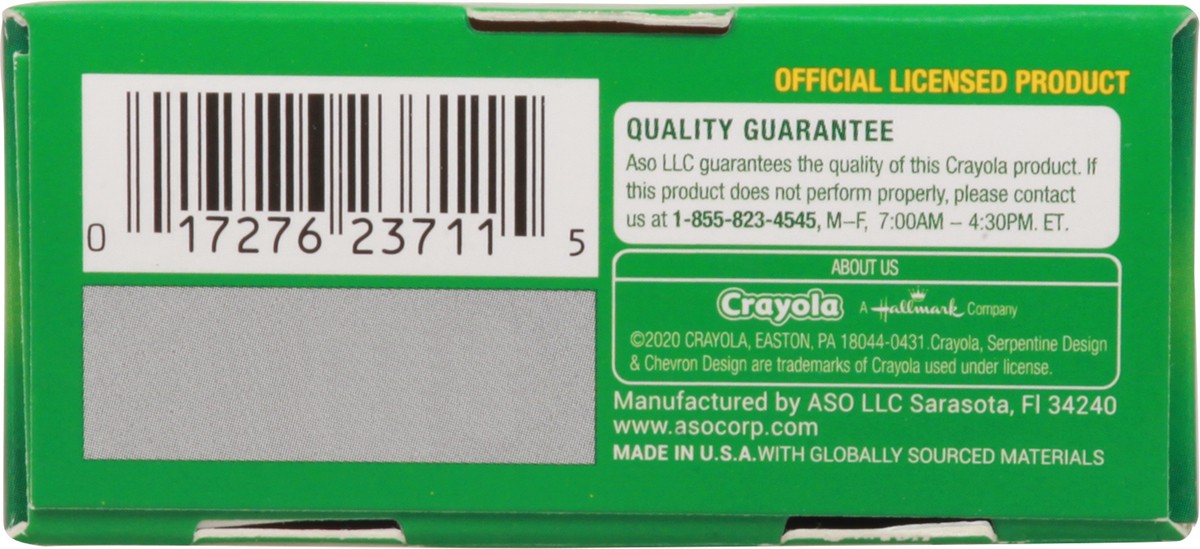 0 17276 23711 5
OFFICIAL LICENSED PRODUCT
QUALITY GUARANTEE
Aso LLC guarantees the quality of this Crayola product. If
this product does not perform properly, please contact
us at 1-855-823-4545, M–F, 7:00AM – 4:30PM. ET.
ABOUT US
Crayola A Hallmark Company
©2020 CRAYOLA, EASTON, PA 18044-0431.Crayola, Serpentine Design
& Chevron Design are trademarks of Crayola used under license.
Manufactured by ASO LLC Sarasota, Fl 34240
www.asocorp.com
MADE IN U.S.A.WITH GLOBALLY SOURCED MATERIALS